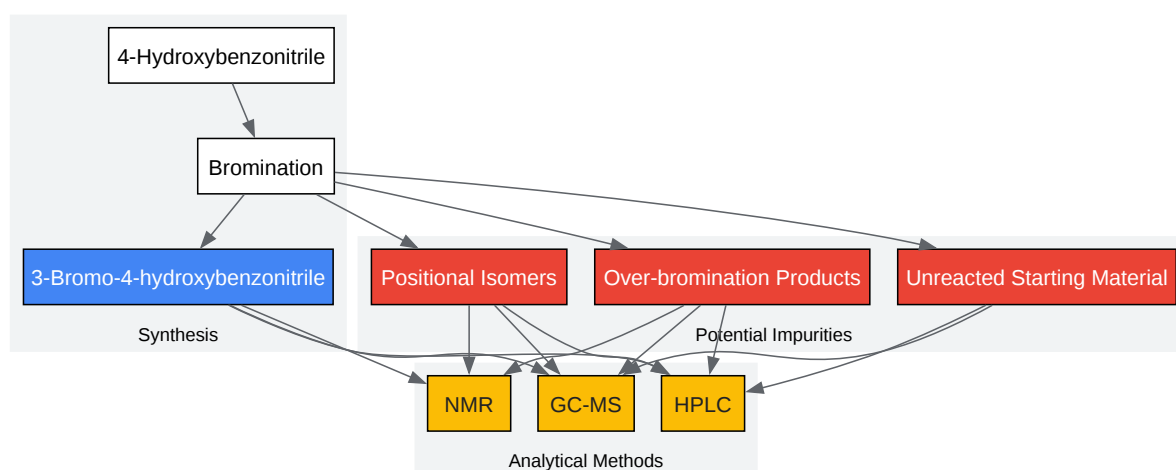 4-Hydroxybenzonitrile
Bromination
3-Bromo-4-hydroxybenzonitrile
Positional Isomers
Over-bromination Products
Unreacted Starting Material
Synthesis
Potential Impurities
NMR
GC-MS
HPLC
Analytical Methods